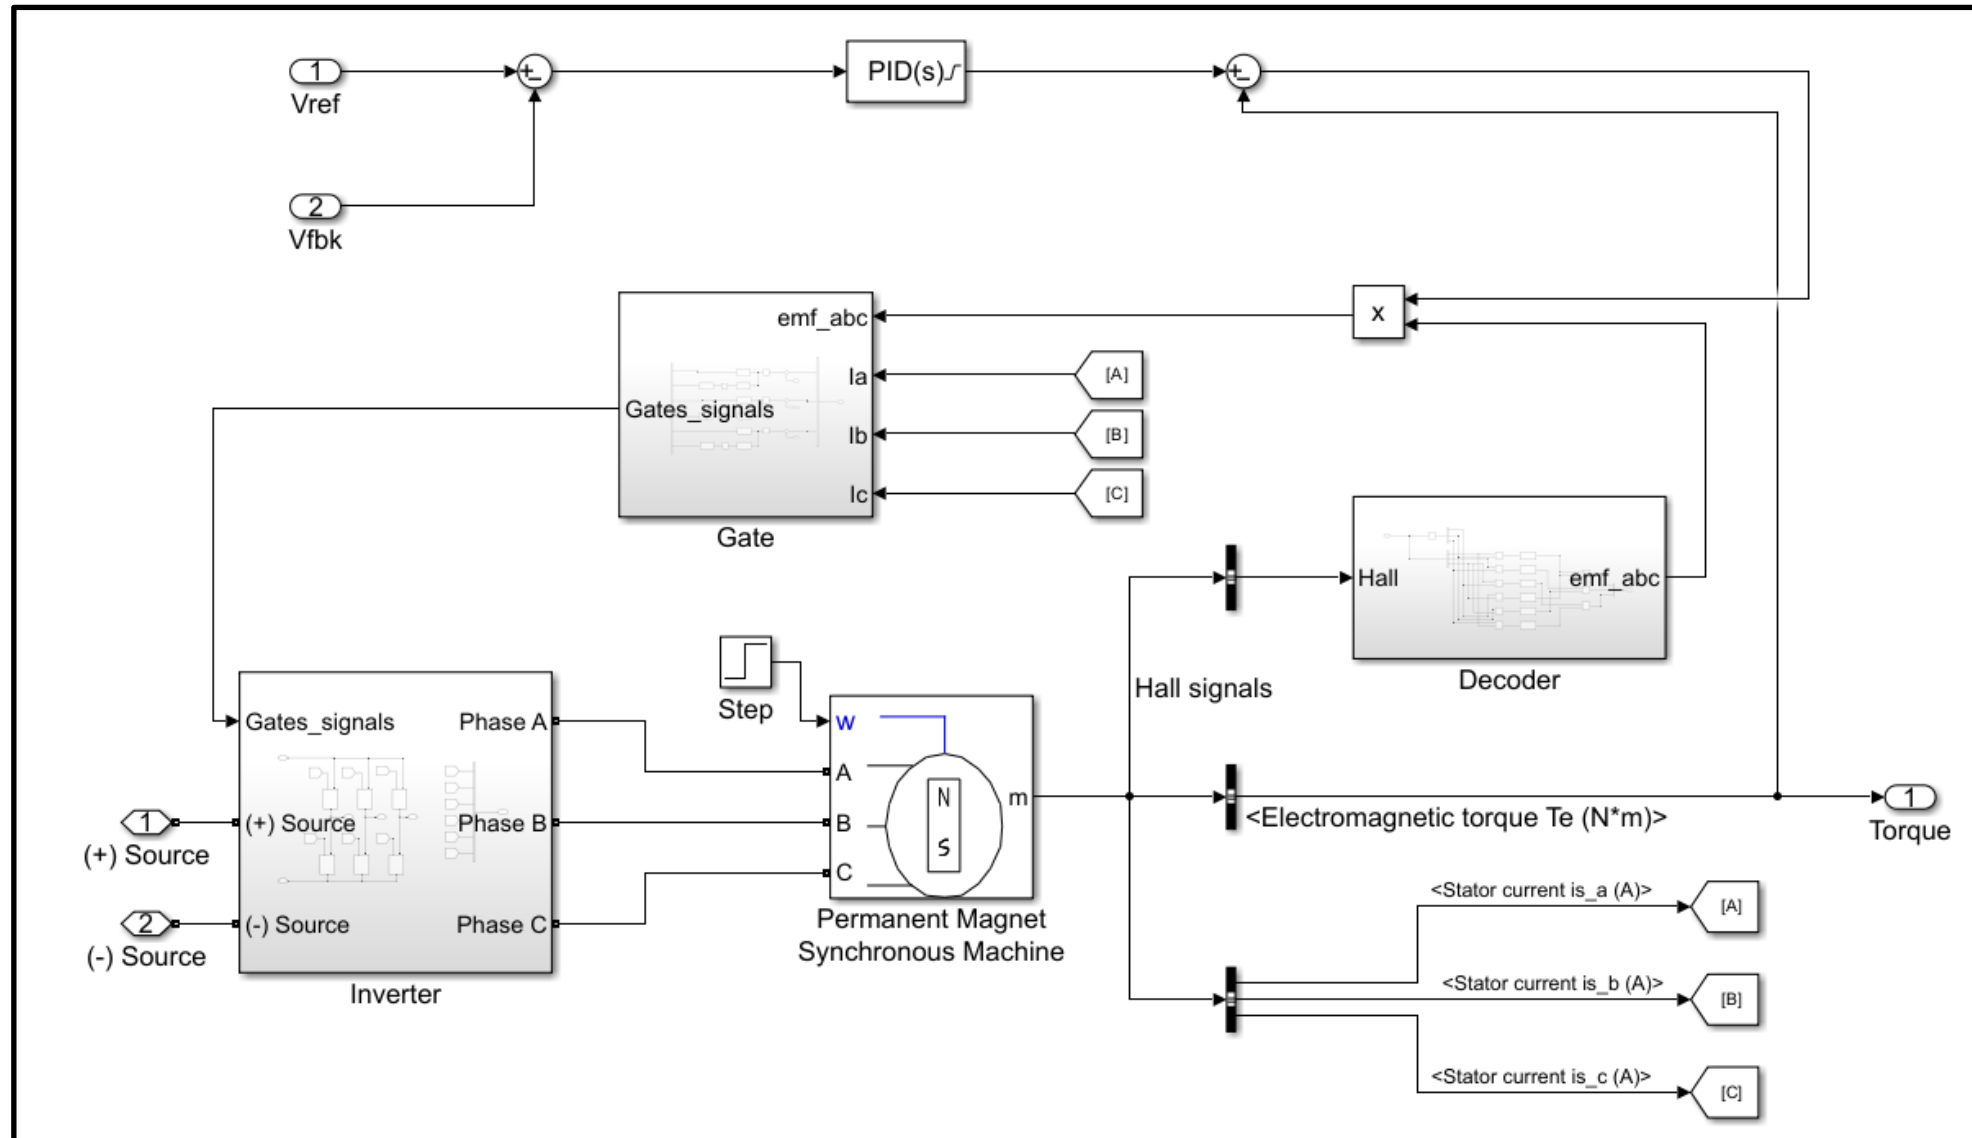 1
Vref
+
-
PID(s)
+
-
2
Vfbk
x
emf_abc
Ia
Ib
Ic
Gates_signals
Gate
[A]
[B]
[C]
Hall
emf_abc
Decoder
Hall signals
Step
Gates_signals
Phase A
(+) Source
Phase B
(-) Source
Phase C
Inverter
1
(+) Source
2
(-) Source
w
A
B
C
m
N
S
Permanent Magnet
Synchronous Machine
<Electromagnetic torque Te (N*m)>
1
Torque
<Stator current is_a (A)>
[A]
<Stator current is_b (A)>
[B]
<Stator current is_c (A)>
[C]